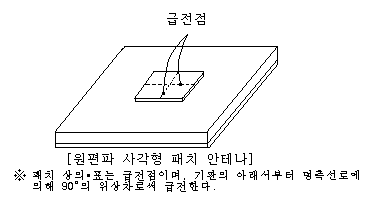 급전점
[원편파 사각형 패치 안테나]
※ 패치 상의•표는 급전점이며, 기판의 아래서부터 평축선로에
의해 90°의 위상차로써 급전한다.